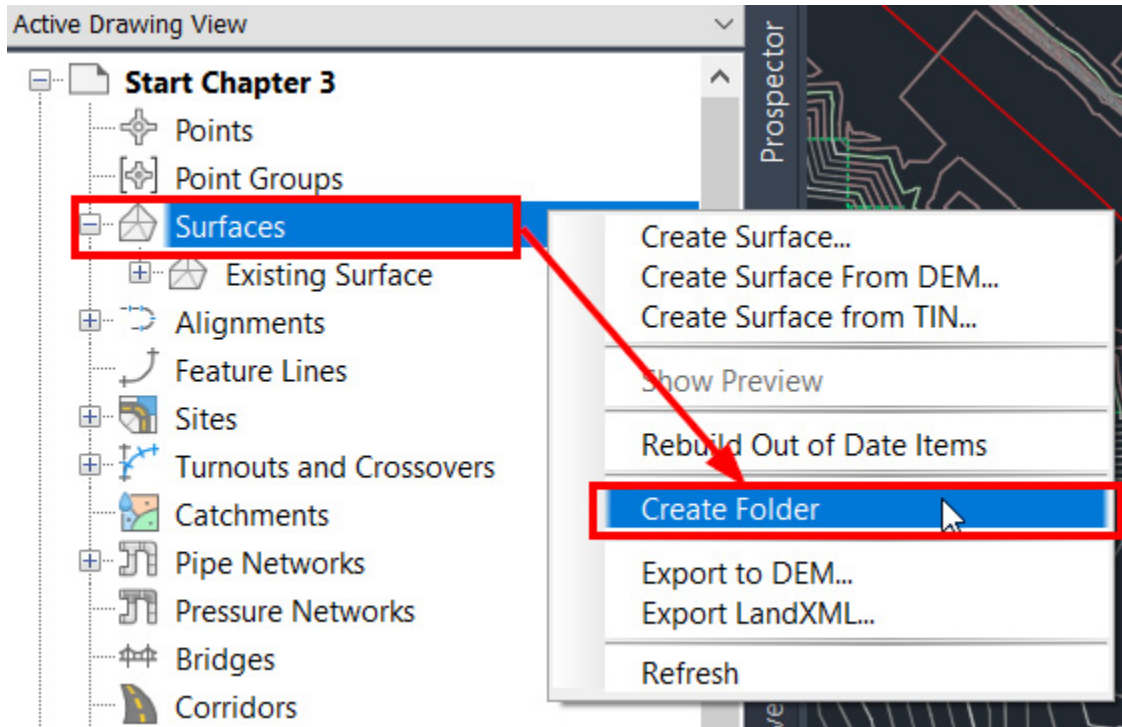 Active Drawing View
Start Chapter 3
Points
Point Groups
Surfaces
Existing Surface
Alignments
Feature Lines
Sites
Turnouts and Crossovers
Catchments
Pipe Networks
Pressure Networks
Bridges
Corridors
Prospector
Create Surface...
Create Surface From DEM...
Create Surface from TIN...
Show Preview
Rebuild Out of Date Items
Create Folder
Export to DEM...
Export LandXML...
Refresh